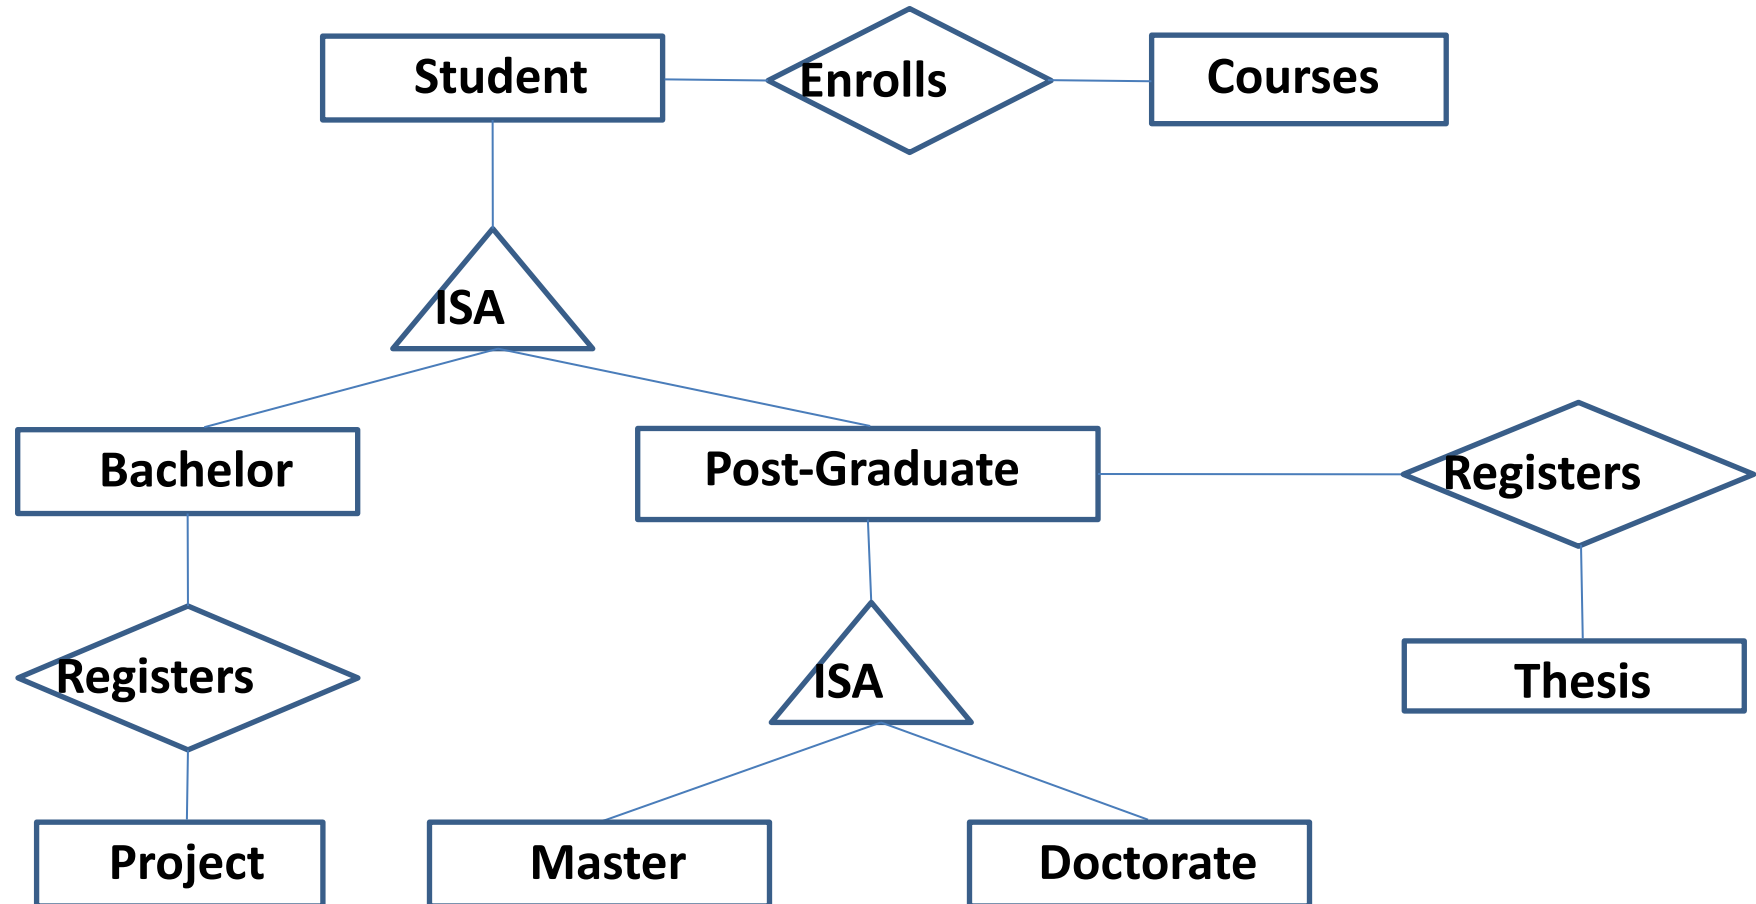 Student
Enrolls
Courses
ISA
Bachelor
Post-Graduate
Registers
Registers
ISA
Thesis
Project
Master
Doctorate